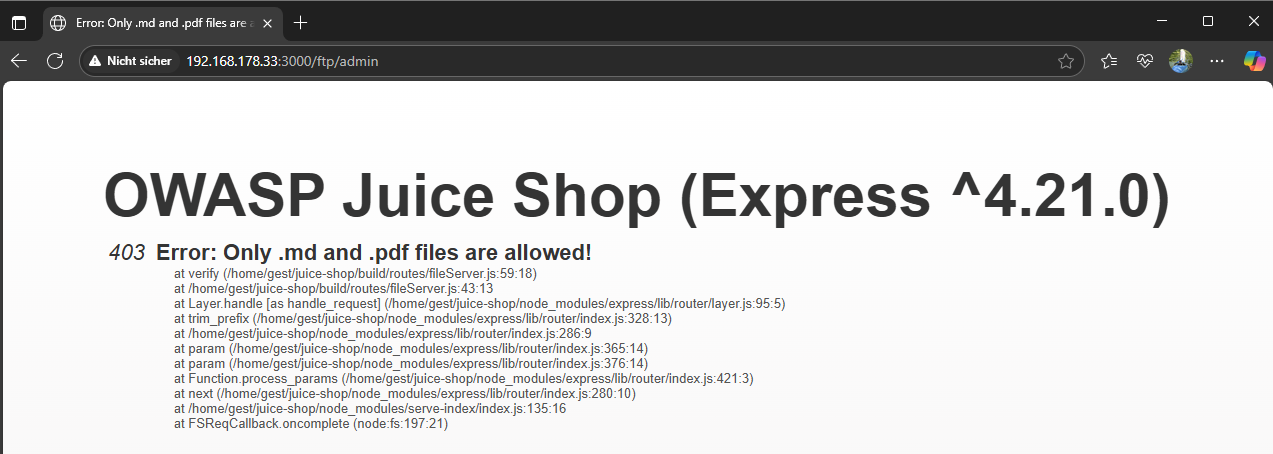 Error: Only .md and .pdf files are a
Nicht sicher 192.168.178.33:3000/ftp/admin
OWASP Juice Shop (Express ^4.21.0)
403 Error: Only .md and .pdf files are allowed!
at verify (/home/gest/juice-shop/build/routes/fileServer.js:59:18)
at /home/gest/juice-shop/build/routes/fileServer.js:43:13
at Layer.handle [as handle_request] (/home/gest/juice-shop/node_modules/express/lib/router/layer.js:95:5)
at trim_prefix (/home/gest/juice-shop/node_modules/express/lib/router/index.js:328:13)
at /home/gest/juice-shop/node_modules/express/lib/router/index.js:286:9
at param (/home/gest/juice-shop/node_modules/express/lib/router/index.js:365:14)
at param (/home/gest/juice-shop/node_modules/express/lib/router/index.js:376:14)
at Function.process_params (/home/gest/juice-shop/node_modules/express/lib/router/index.js:421:3)
at next (/home/gest/juice-shop/node_modules/express/lib/router/index.js:280:10)
at /home/gest/juice-shop/node_modules/serve-index/index.js:135:16
at FSReqCallback.oncomplete (node:fs:197:21)